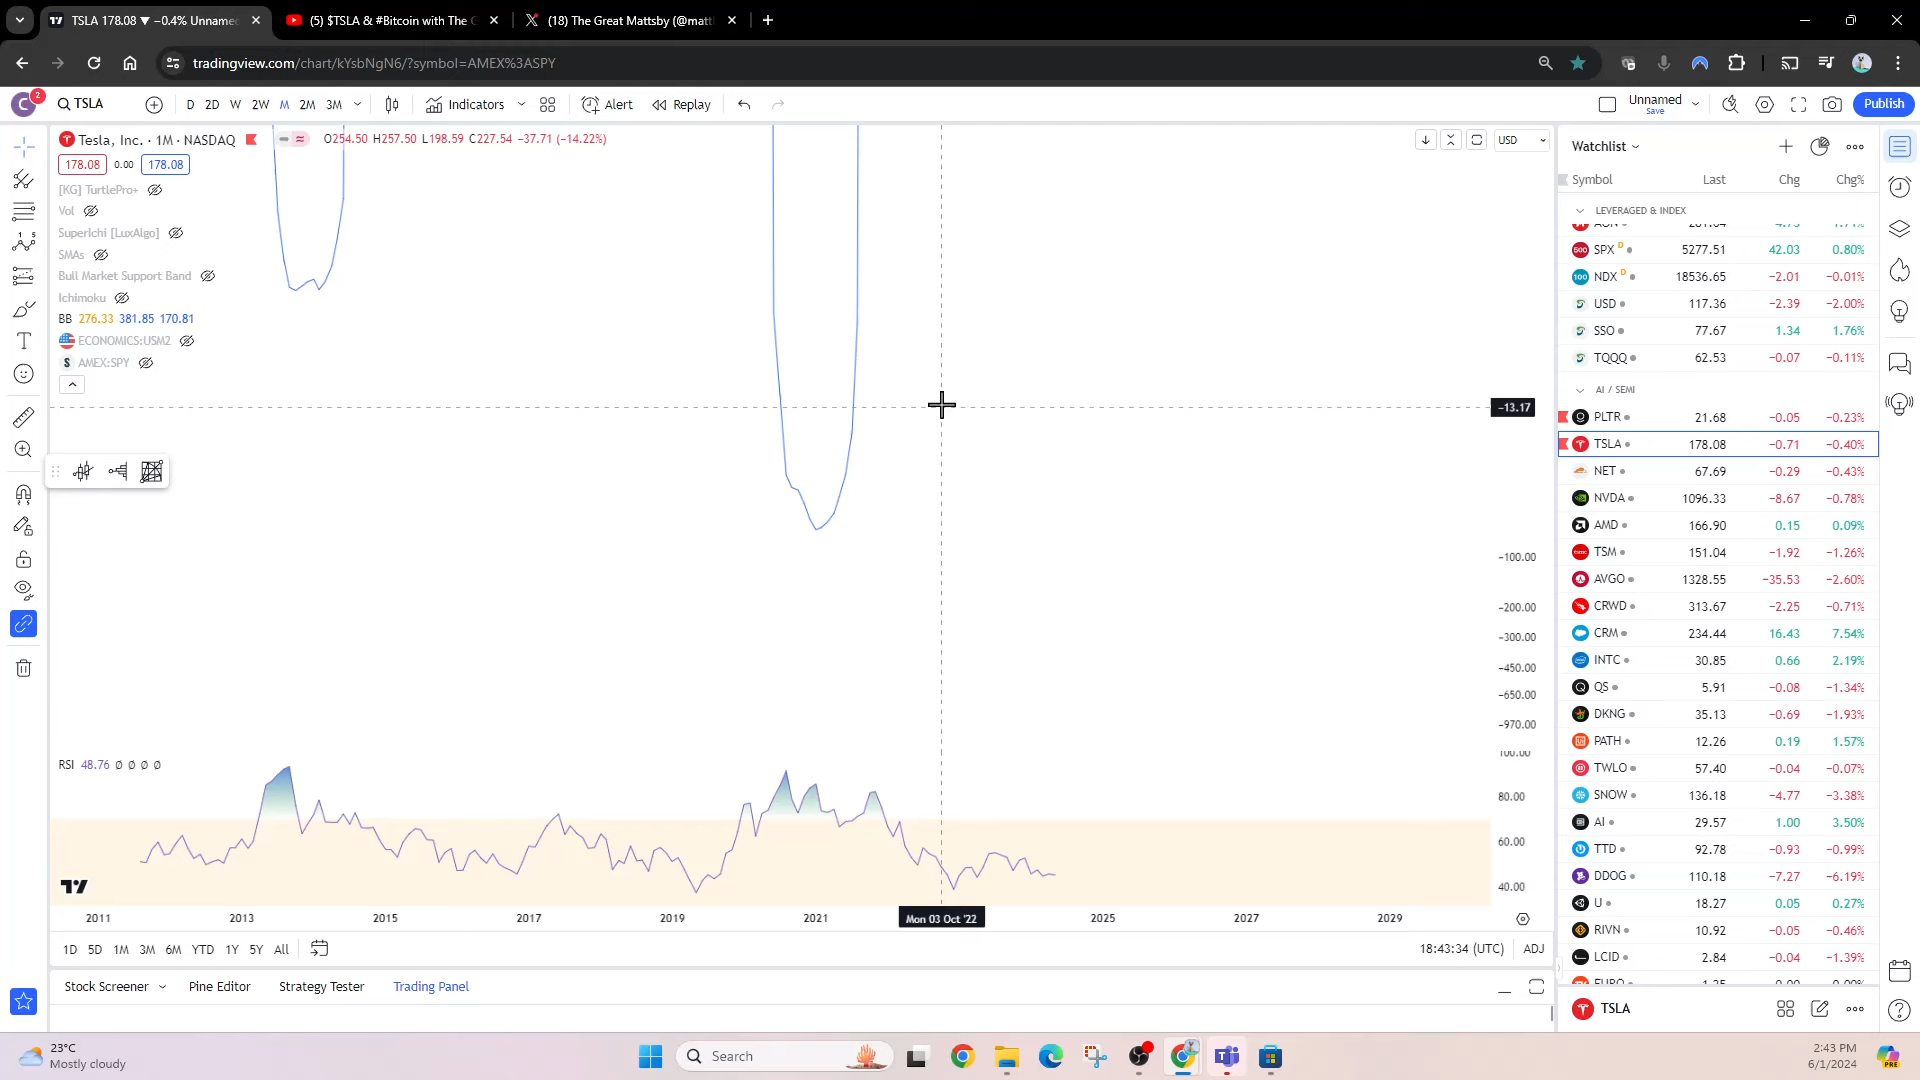 TSLA 178.08 ▼ −0.4% Unname
(5) $TSLA & #Bitcoin with The G
(18) The Great Mattsby (@matt
tradingview.com/chart/kYsbNgN6/?symbol=AMEX%3ASPY
C 2
TSLA
D 2D W 2W M 2M 3M
Indicators
Alert
Replay
Unnamed
Save
Publish
Tesla, Inc. · 1M · NASDAQ
O254.50 H257.50 L198.59 C227.54 −37.71 (−14.22%)
USD
178.08 0.00 178.08
[KG] TurtlePro+
Vol
SuperIchi [LuxAlgo]
SMAs
Bull Market Support Band
Ichimoku
BB 276.33 381.85 170.81
ECONOMICS:USM2
S AMEX:SPY
−13.17
−100.00
−200.00
−300.00
−450.00
−650.00
−970.00
RSI 48.76 Ø Ø Ø Ø
100.00
80.00
60.00
40.00
2011 2013 2015 2017 2019 2021 Mon 03 Oct '22 2025 2027 2029
1D 5D 1M 3M 6M YTD 1Y 5Y All
18:43:34 (UTC) ADJ
Stock Screener Pine Editor Strategy Tester Trading Panel
Watchlist
Symbol Last Chg Chg%
LEVERAGED & INDEX
SPX D 5277.51 42.03 0.80%
NDX D 18536.65 −2.01 −0.01%
USD 117.36 −2.39 −2.00%
SSO 77.67 1.34 1.76%
TQQQ 62.53 −0.07 −0.11%
AI / SEMI
PLTR 21.68 −0.05 −0.23%
TSLA 178.08 −0.71 −0.40%
NET 67.69 −0.29 −0.43%
NVDA 1096.33 −8.67 −0.78%
AMD 166.90 0.15 0.09%
TSM 151.04 −1.92 −1.26%
AVGO 1328.55 −35.53 −2.60%
CRWD 313.67 −2.25 −0.71%
CRM 234.44 16.43 7.54%
INTC 30.85 0.66 2.19%
QS 5.91 −0.08 −1.34%
DKNG 35.13 −0.69 −1.93%
PATH 12.26 0.19 1.57%
TWLO 57.40 −0.04 −0.07%
SNOW 136.18 −4.77 −3.38%
AI 29.57 1.00 3.50%
TTD 92.78 −0.93 −0.99%
DDOG 110.18 −7.27 −6.19%
U 18.27 0.05 0.27%
RIVN 10.92 −0.05 −0.46%
LCID 2.84 −0.04 −1.39%
TSLA
23°C
Mostly cloudy
Search
2:43 PM
6/1/2024